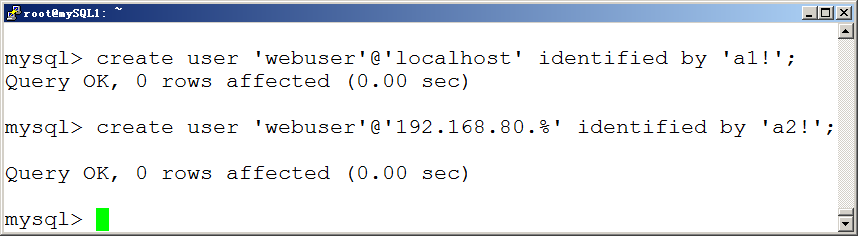 root@mySQL1: ~
mysql> create user 'webuser'@'localhost' identified by 'a1!';
Query OK, 0 rows affected (0.00 sec)
mysql> create user 'webuser'@'192.168.80.%' identified by 'a2!';
Query OK, 0 rows affected (0.00 sec)
mysql>